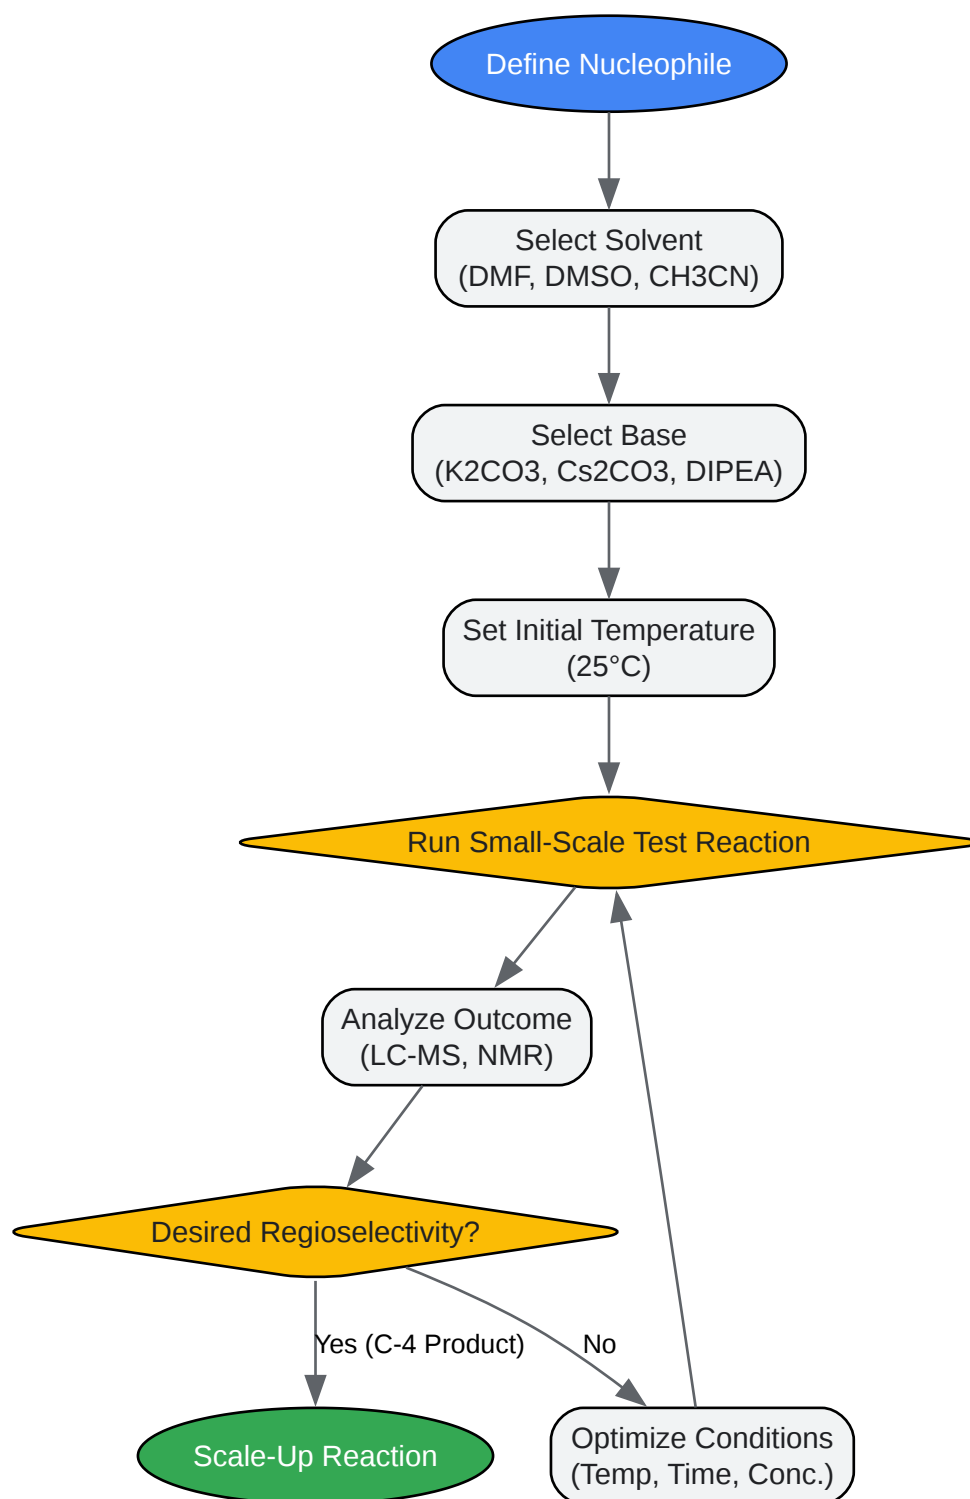 Define Nucleophile
Select Solvent
(DMF, DMSO, CH3CN)
Select Base
(K2CO3, Cs2CO3, DIPEA)
Set Initial Temperature
(25°C)
Run Small-Scale Test Reaction
Analyze Outcome
(LC-MS, NMR)
Desired Regioselectivity?
Yes (C-4 Product)
No
Scale-Up Reaction
Optimize Conditions
(Temp, Time, Conc.)